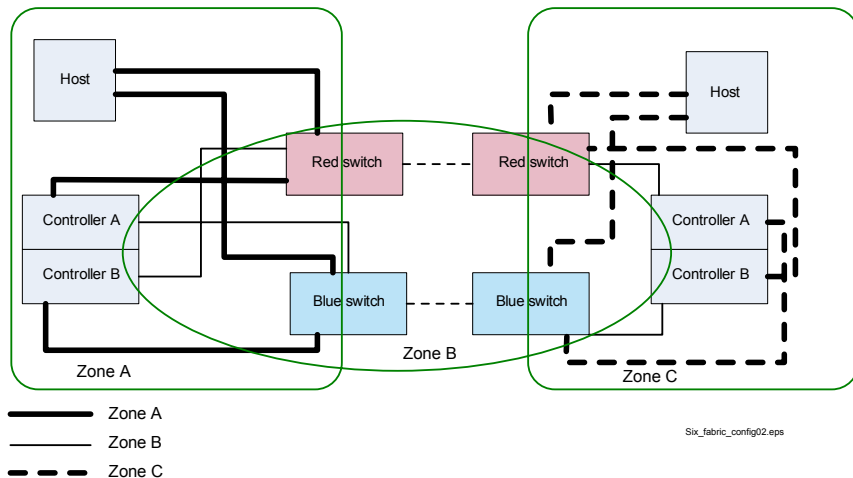 Host
Host
Red switch
Red switch
Controller A
Controller B
Controller A
Controller B
Blue switch
Blue switch
Zone A
Zone B
Zone C
Zone A
Zone B
Zone C
Six_fabric_config02.eps